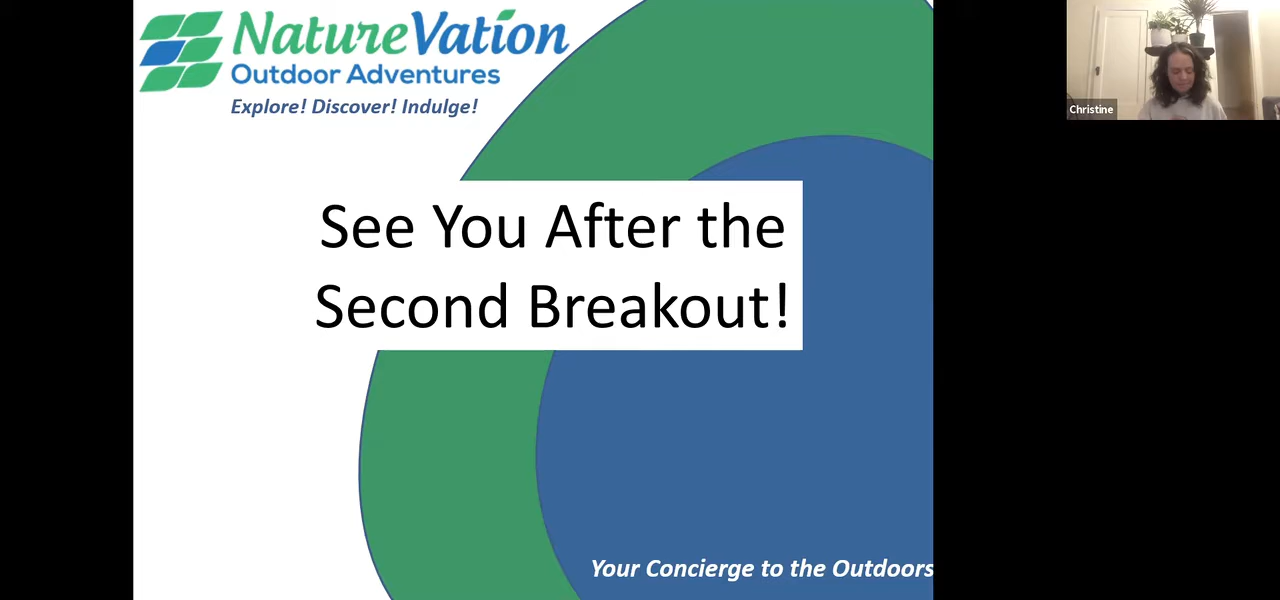 NatureVation
Outdoor Adventures
Explore! Discover! Indulge!
Christine
See You After the
Second Breakout!
Your Concierge to the Outdoors